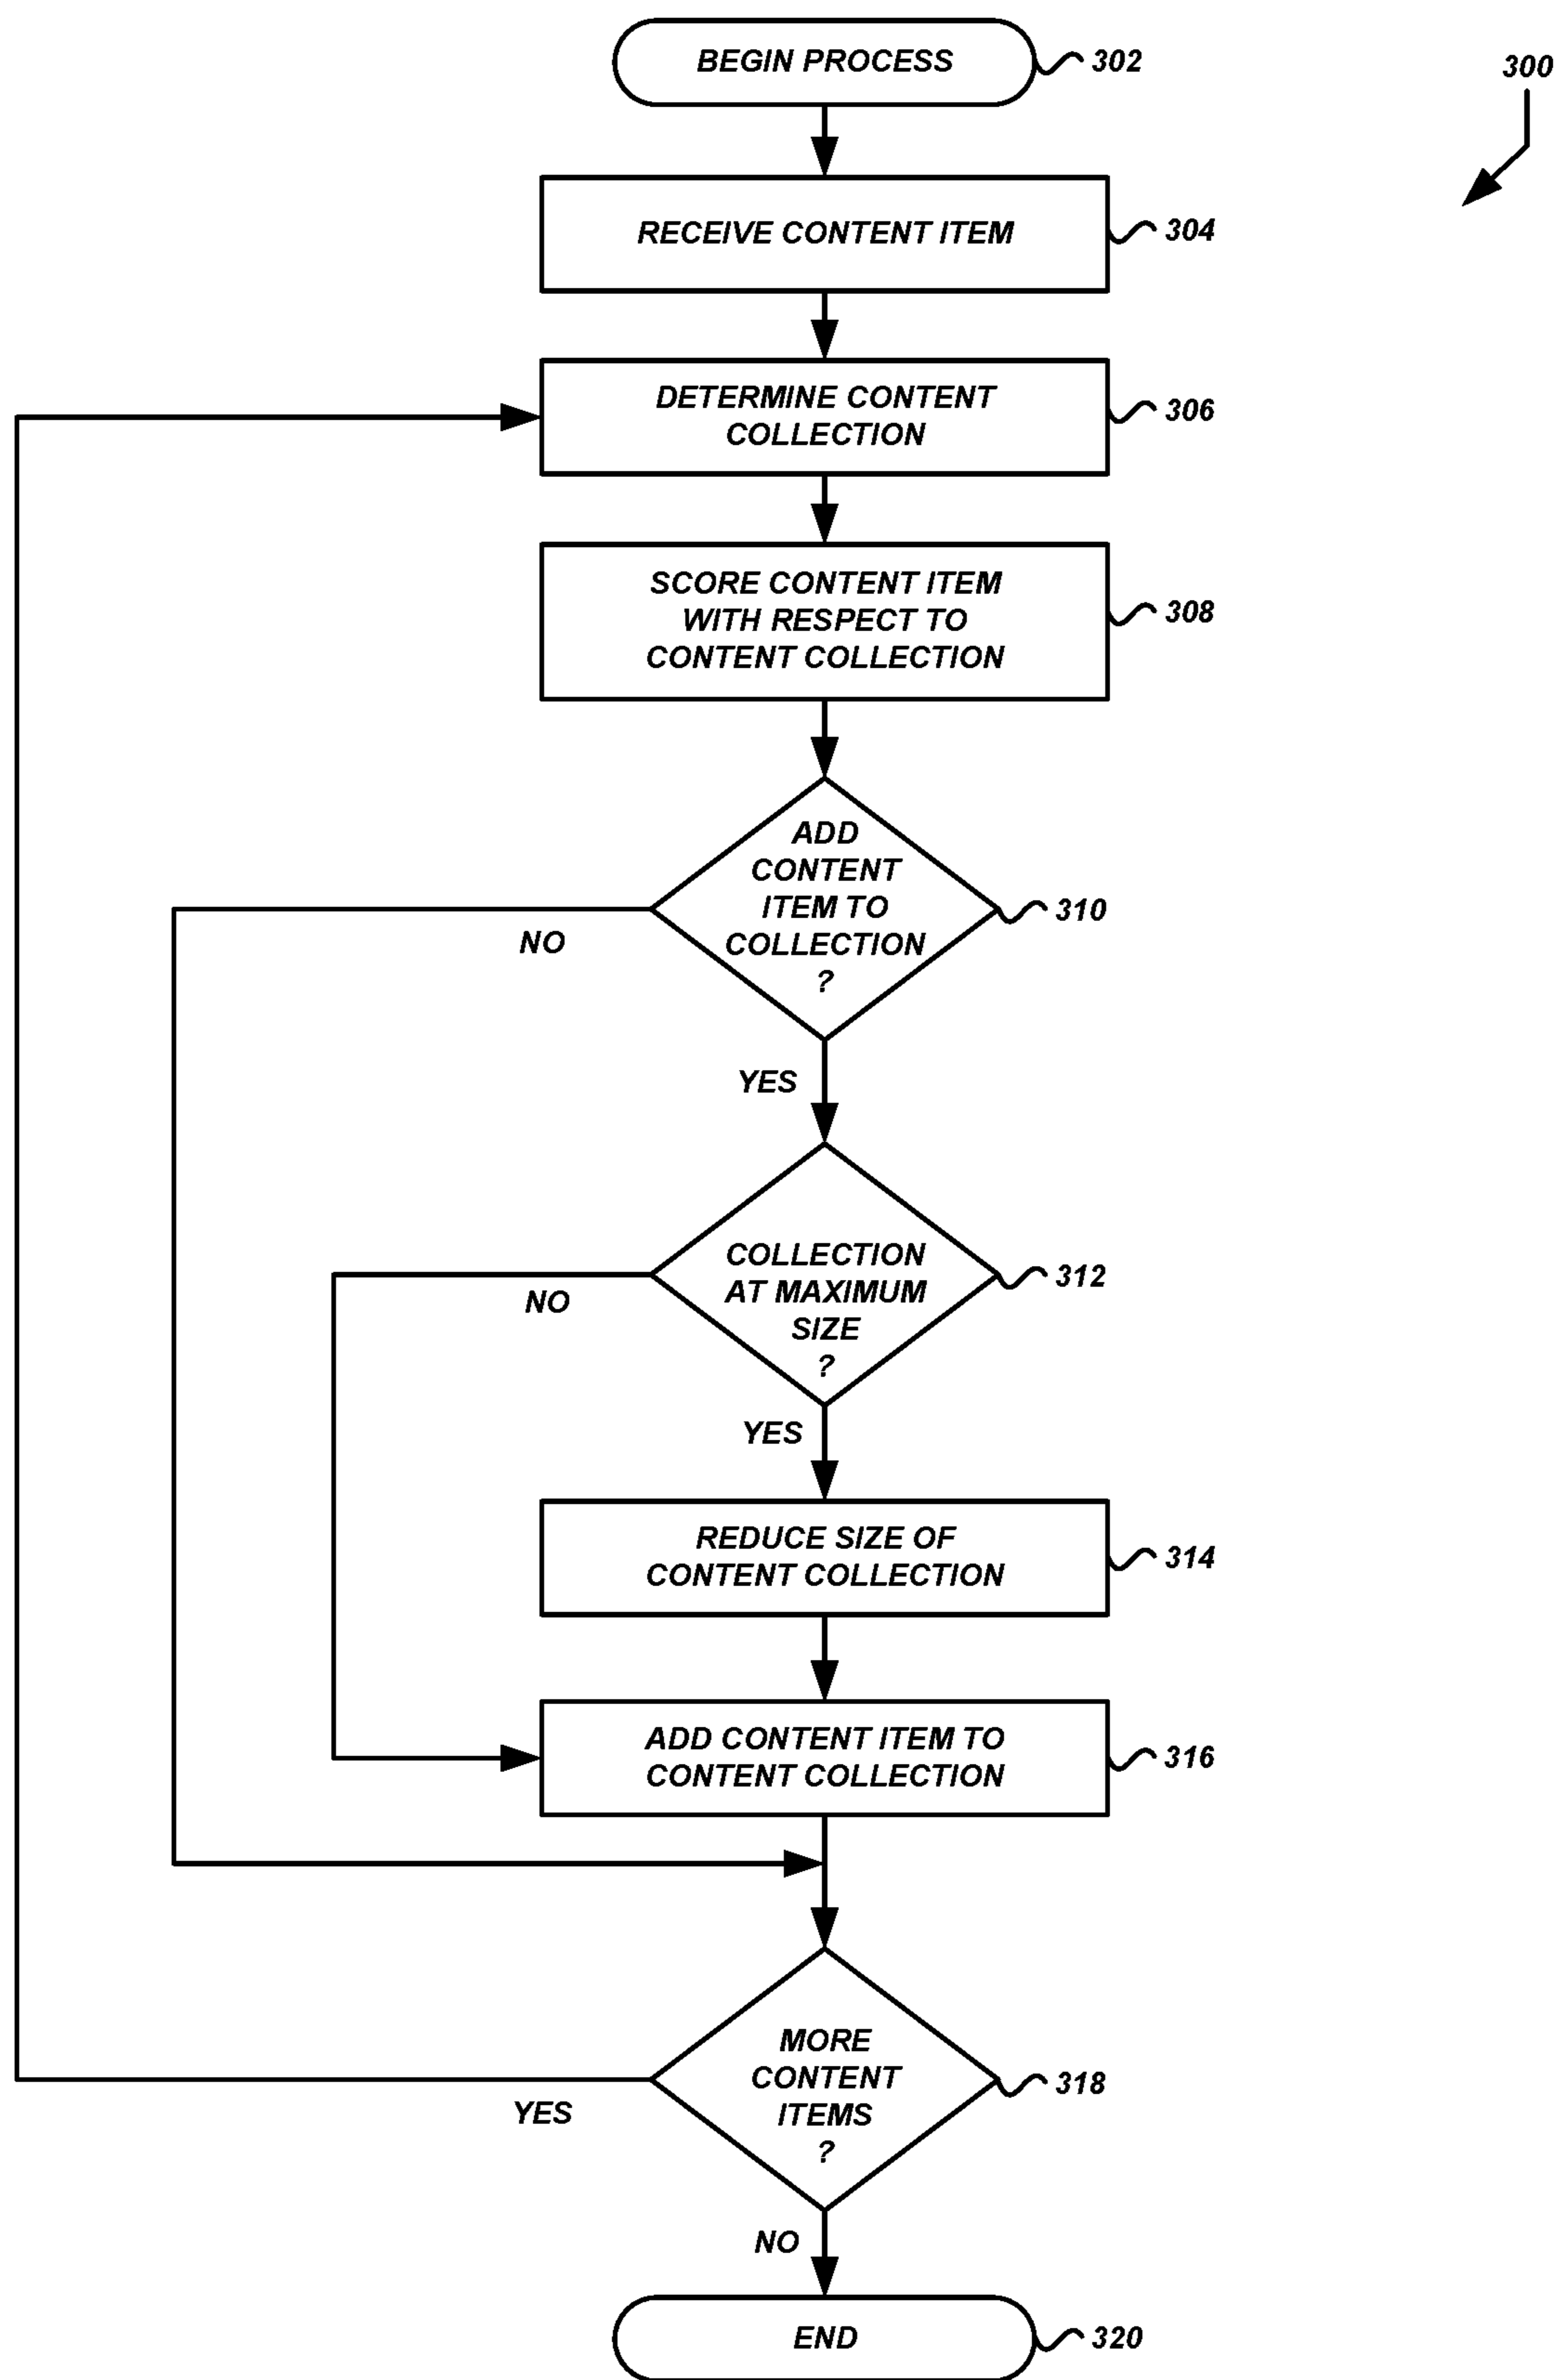 BEGIN PROCESS
302
300
RECEIVE CONTENT ITEM
304
DETERMINE CONTENT
COLLECTION
306
SCORE CONTENT ITEM
WITH RESPECT TO
CONTENT COLLECTION
308
ADD
CONTENT
ITEM TO
COLLECTION
?
310
NO
YES
COLLECTION
AT MAXIMUM
SIZE
?
312
NO
YES
REDUCE SIZE OF
CONTENT COLLECTION
314
ADD CONTENT ITEM TO
CONTENT COLLECTION
316
MORE
CONTENT
ITEMS
?
318
YES
NO
END
320